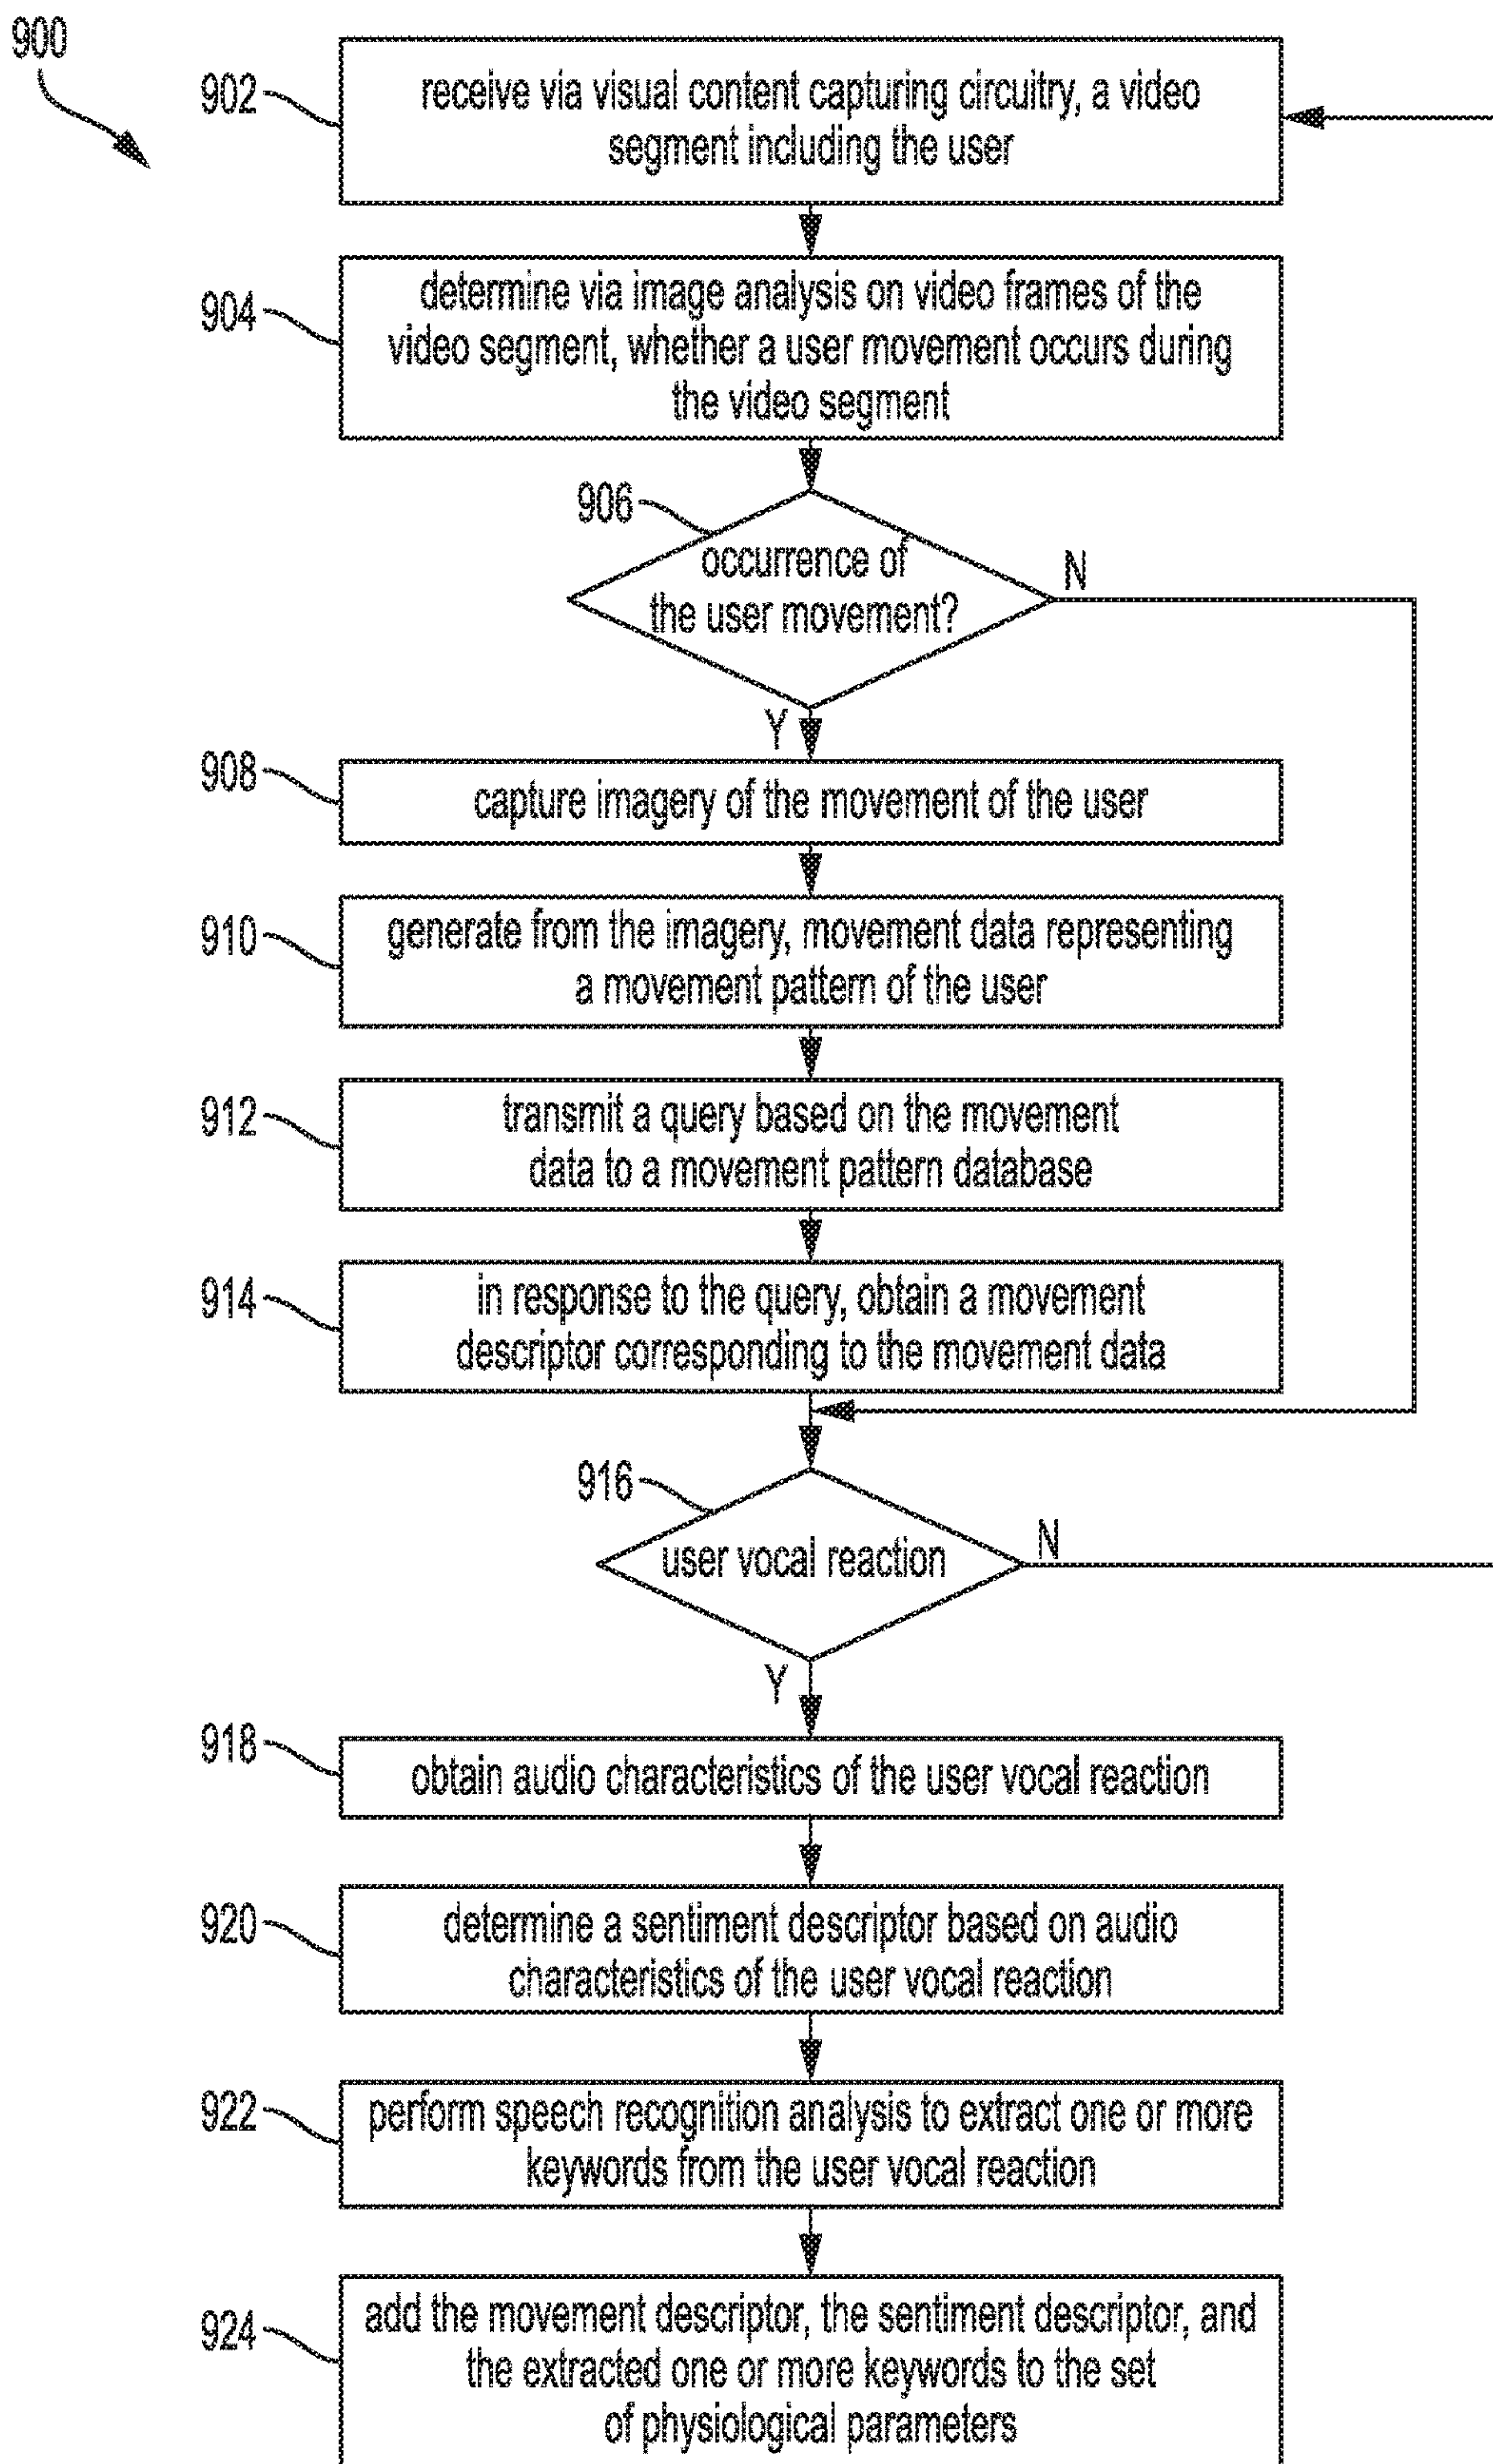 900
902
receive via visual content capturing circuitry, a video
segment including the user
904
determine via image analysis on video frames of the
video segment, whether a user movement occurs during
the video segment
906
occurrence of
the user movement?
N
Y
908
capture imagery of the movement of the user
910
generate from the imagery, movement data representing
a movement pattern of the user
912
transmit a query based on the movement
data to a movement pattern database
914
in response to the query, obtain a movement
descriptor corresponding to the movement data
916
user vocal reaction
N
Y
918
obtain audio characteristics of the user vocal reaction
920
determine a sentiment descriptor based on audio
characteristics of the user vocal reaction
922
perform speech recognition analysis to extract one or more
keywords from the user vocal reaction
924
add the movement descriptor, the sentiment descriptor, and
the extracted one or more keywords to the set
of physiological parameters